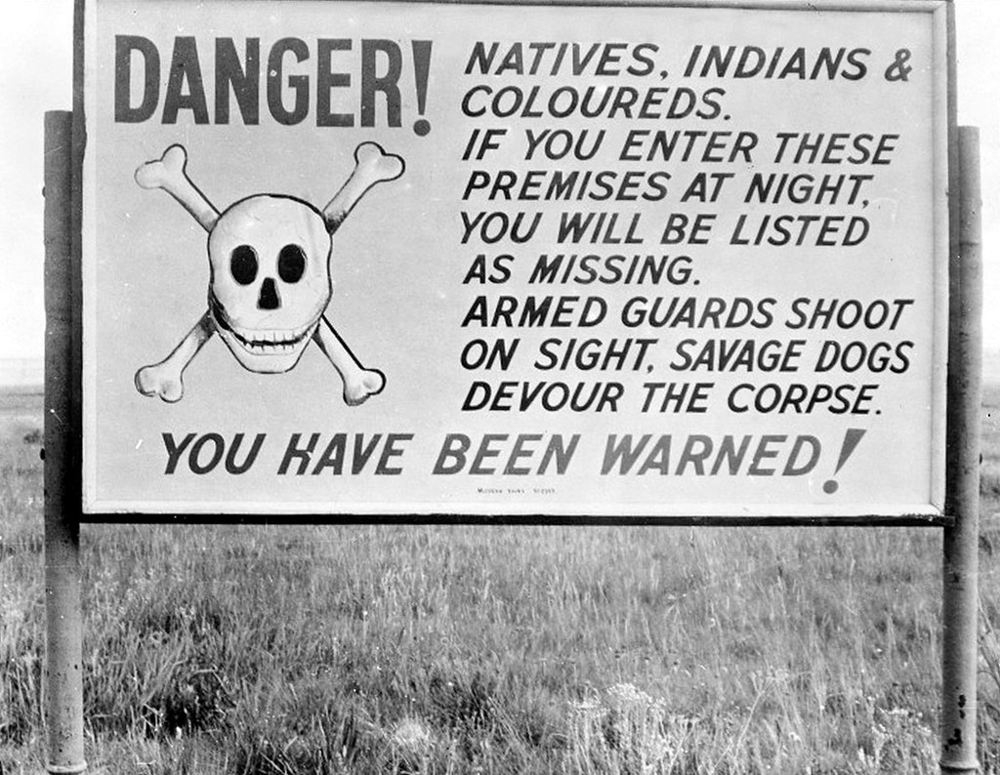 DANGER!
NATIVES, INDIANS &
COLOUREDS.
IF YOU ENTER THESE
PREMISES AT NIGHT,
YOU WILL BE LISTED
AS MISSING.
ARMED GUARDS SHOOT
ON SIGHT, SAVAGE DOGS
DEVOUR THE CORPSE.
YOU HAVE BEEN WARNED!